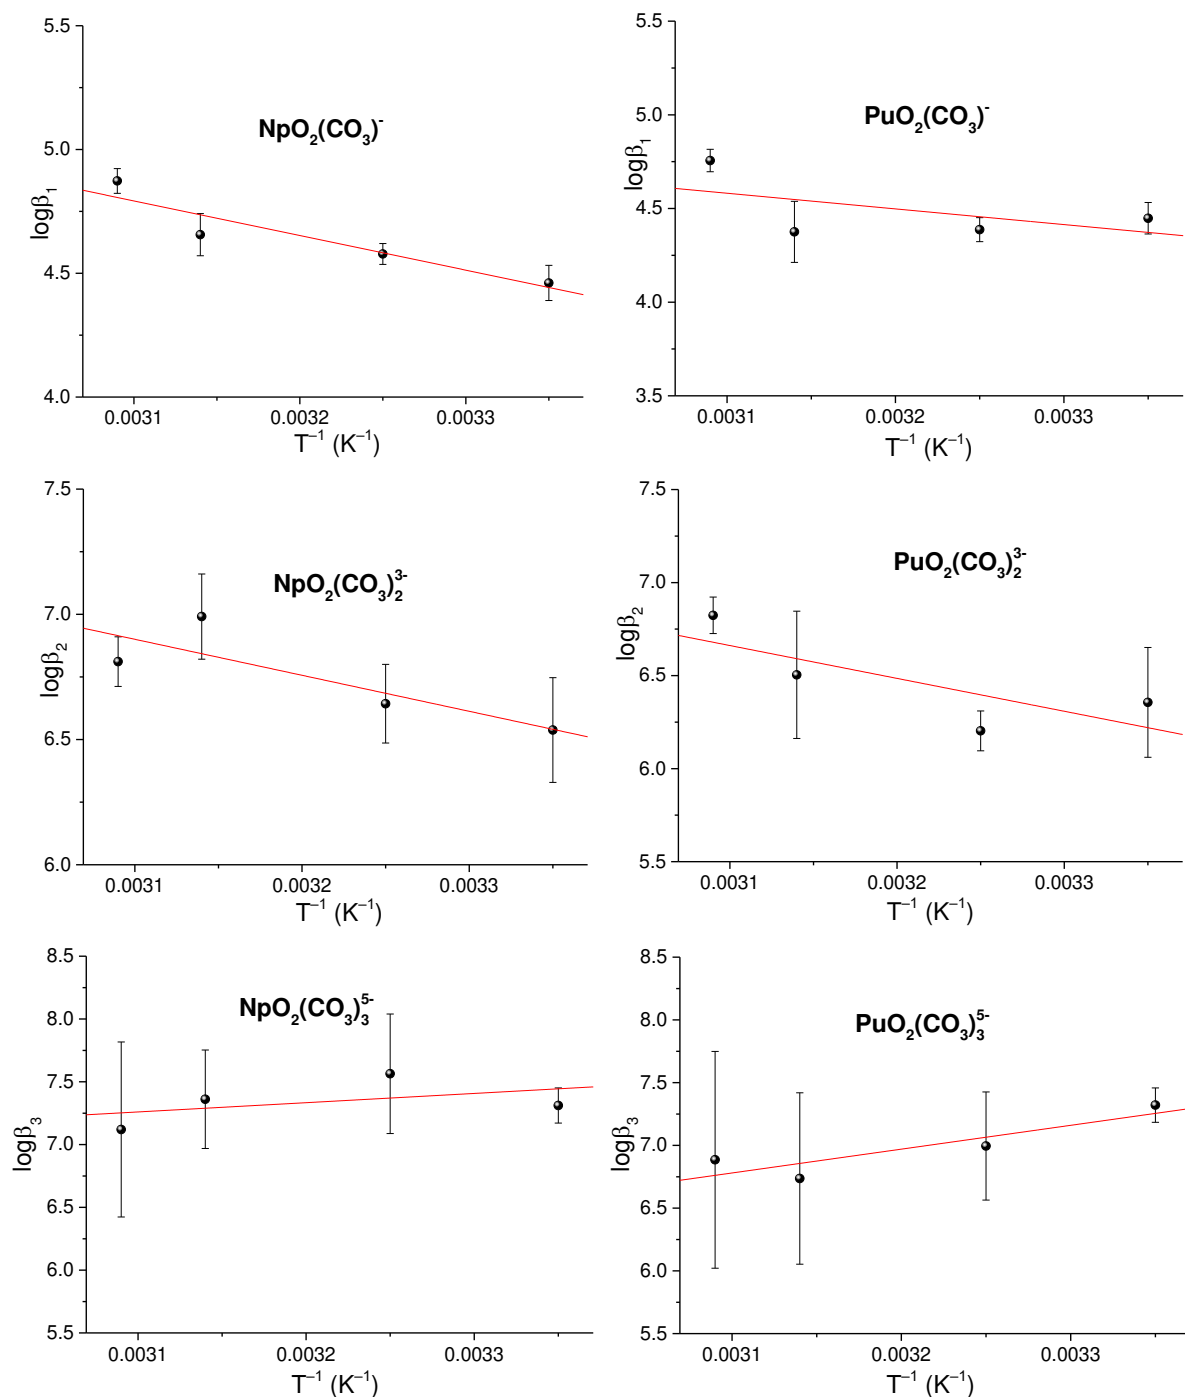 5.5
5.0
4.5
4.0
logβ₁
NpO₂(CO₃)⁻
0.0031
0.0032
0.0033
T⁻¹ (K⁻¹)
5.5
5.0
4.5
4.0
3.5
logβ₁
PuO₂(CO₃)⁻
0.0031
0.0032
0.0033
T⁻¹ (K⁻¹)
7.5
7.0
6.5
6.0
logβ₂
NpO₂(CO₃)₂³⁻
0.0031
0.0032
0.0033
T⁻¹ (K⁻¹)
7.5
7.0
6.5
6.0
5.5
logβ₂
PuO₂(CO₃)₂³⁻
0.0031
0.0032
0.0033
T⁻¹ (K⁻¹)
8.5
8.0
7.5
7.0
6.5
6.0
5.5
logβ₃
NpO₂(CO₃)₃⁵⁻
0.0031
0.0032
0.0033
T⁻¹ (K⁻¹)
8.5
8.0
7.5
7.0
6.5
6.0
5.5
logβ₃
PuO₂(CO₃)₃⁵⁻
0.0031
0.0032
0.0033
T⁻¹ (K⁻¹)